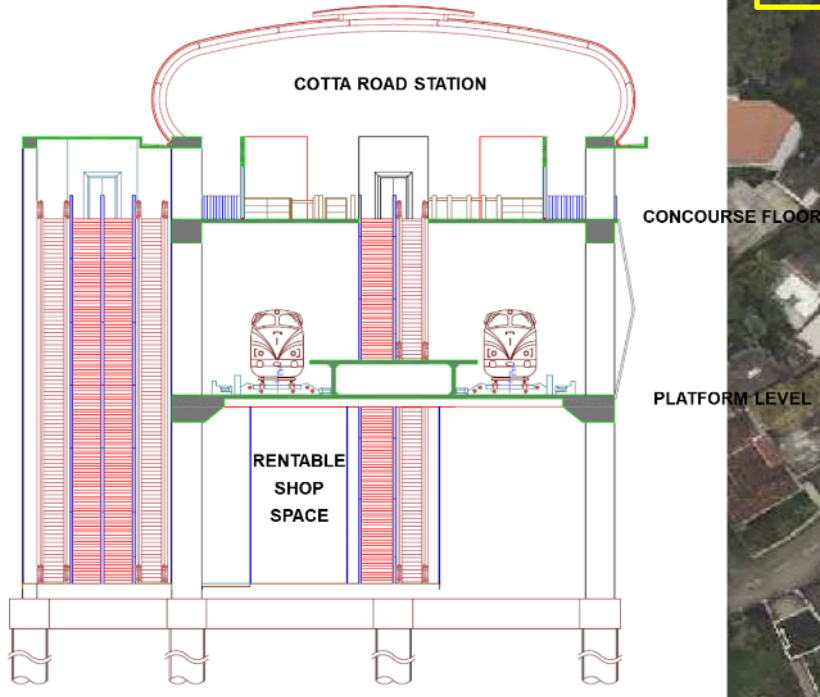 COTTA ROAD STATION
CONCOURSE FLOOR
PLATFORM LEVEL
RENTABLE
SHOP
SPACE